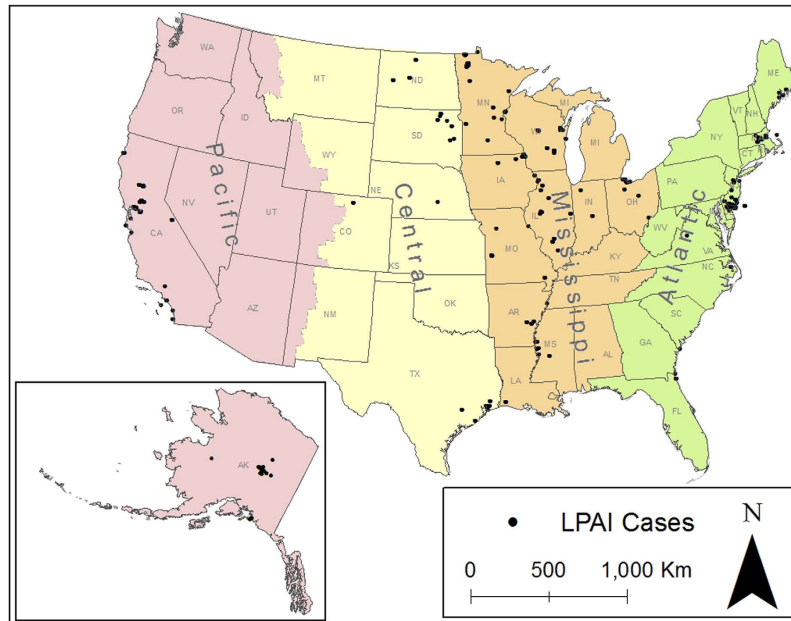 WA
MT
ND
MN
ME
OR
ID
SD
WI
MI
VT
NH
NY
WY
MI
CT
RI
Pacific
NE
IA
PA
NV
UT
CO
Central
IL
IN
OH
CA
KS
MO
Mississippi
WV
VA
Atlantic
KY
NC
TN
AZ
NM
OK
AR
SC
MS
AL
GA
TX
LA
FL
AK
LPAI Cases
N
0 500 1,000 Km